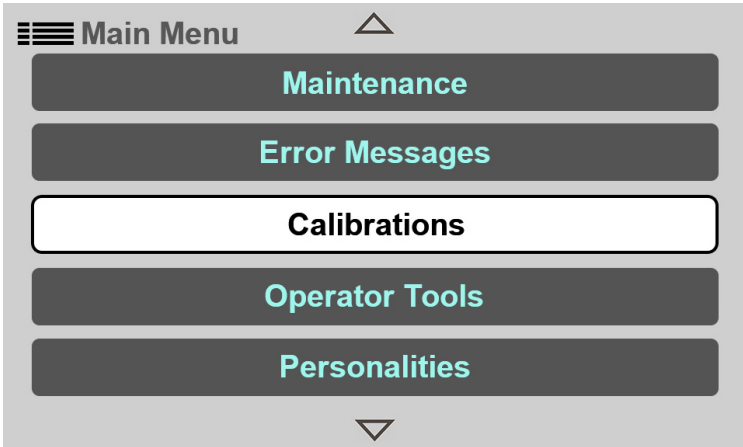 Main Menu
Maintenance
Error Messages
Calibrations
Operator Tools
Personalities